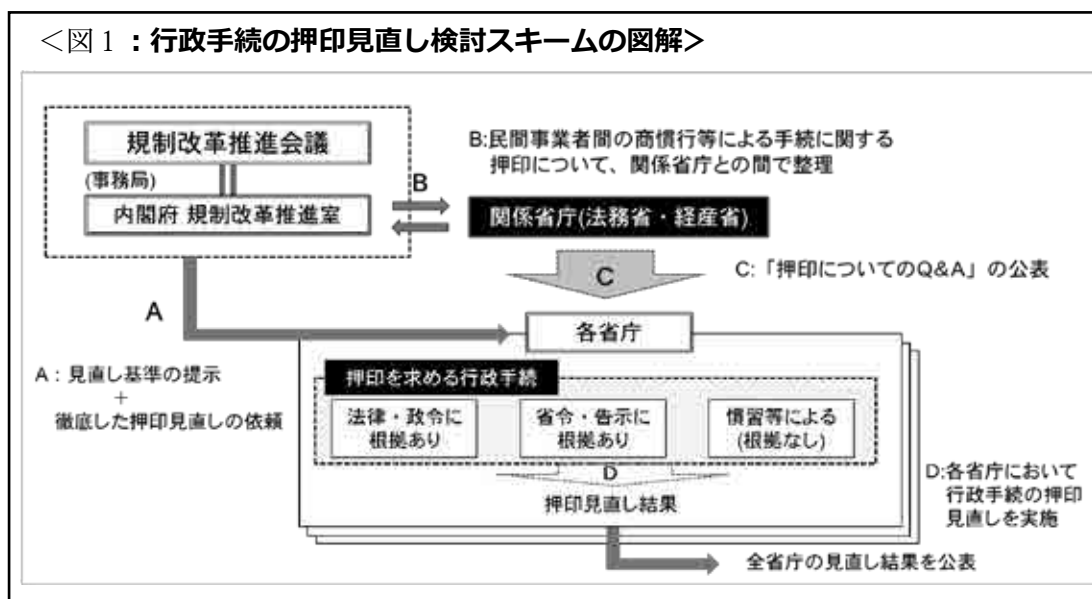 ＜図1：行政手続の押印見直し検討スキームの図解>
規制改革推進会議
(事務局)
内閣府 規制改革推進室
B
B:民間事業者間の商慣行等による手続に関する
押印について、関係省庁との間で整理
関係省庁(法務省・経産省)
C
C:「押印についてのQ&A」の公表
A
各省庁
A：見直し基準の提示
＋
徹底した押印見直しの依頼
押印を求める行政手続
法律・政令に
根拠あり
省令・告示に
根拠あり
慣習等による
(根拠なし)
D
押印見直し結果
D:各省庁において
行政手続の押印
見直しを実施
全省庁の見直し結果を公表